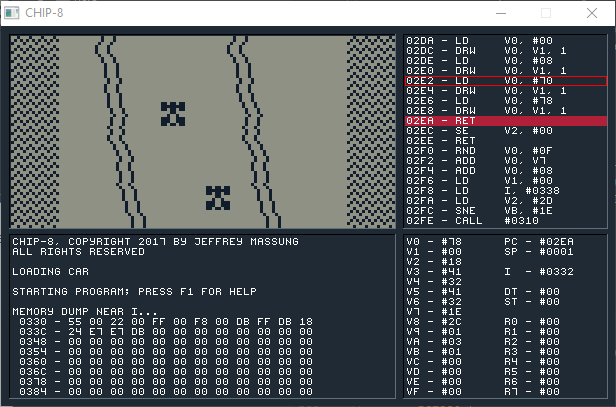 CHIP-8
02DA - LD V0, #00
02DC - DRW V0, V1, 1
02DE - LD V0, #08
02E0 - DRW V0, V1, 1
02E2 - LD V0, #70
02E4 - DRW V0, V1, 1
02E6 - LD V0, #78
02E8 - DRW V0, V1, 1
02EA - RET
02EC - SE V2, #00
02EE - RET
02F0 - RND V0, #0F
02F2 - ADD V0, V7
02F4 - ADD V0, #08
02F6 - LD V1, #00
02F8 - LD I, #0338
02FA - LD V2, #2D
02FC - SNE VB, #1E
02FE - CALL #0310
CHIP-8, COPYRIGHT 2017 BY JEFFREY MASSUNG
ALL RIGHTS RESERVED
LOADING CAR
STARTING PROGRAM; PRESS F1 FOR HELP
MEMORY DUMP NEAR I...
0330 - 55 00 22 00 FF 00 F8 00 DB FF DB 18
033C - 24 E7 E7 DB 00 00 00 00 00 00 00 00
0348 - 00 00 00 00 00 00 00 00 00 00 00 00
0354 - 00 00 00 00 00 00 00 00 00 00 00 00
0360 - 00 00 00 00 00 00 00 00 00 00 00 00
036C - 00 00 00 00 00 00 00 00 00 00 00 00
0378 - 00 00 00 00 00 00 00 00 00 00 00 00
0384 - 00 00 00 00 00 00 00 00 00 00 00 00
V0 - #78 PC - #02EA
V1 - #00 SP - #0001
V2 - #18
V3 - #41 I - #0332
V4 - #32
V5 - #41 DT - #00
V6 - #32 ST - #00
V7 - #1E
V8 - #2C R0 - #00
V9 - #01 R1 - #00
VA - #03 R2 - #00
VB - #01 R3 - #00
VC - #00 R4 - #00
VD - #00 R5 - #00
VE - #00 R6 - #00
VF - #00 R7 - #00